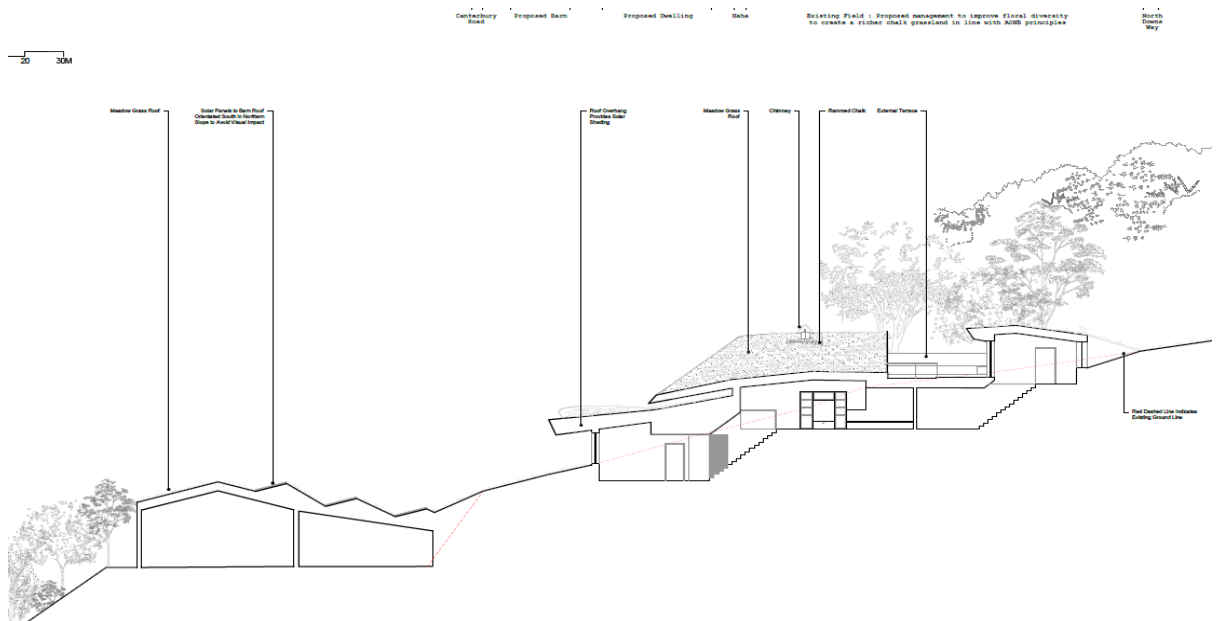 Canterbury
Road
Proposed Barn
Proposed Dwelling
Haha
Existing Field : Proposed management to improve floral diversity
to create a richer chalk grassland in line with AONB principles
North
Downs
Way
20 30M
Meadow Grass Roof
Solar Panels to Barn Roof
Orientated South in Northern
Slope to Avoid Visual Impact
Roof Overhang
Provides Solar
Shading
Meadow Grass
Roof
Chimney
Rammed Chalk
External Terrace
Red Dashed Line Indicates
Existing Ground Line